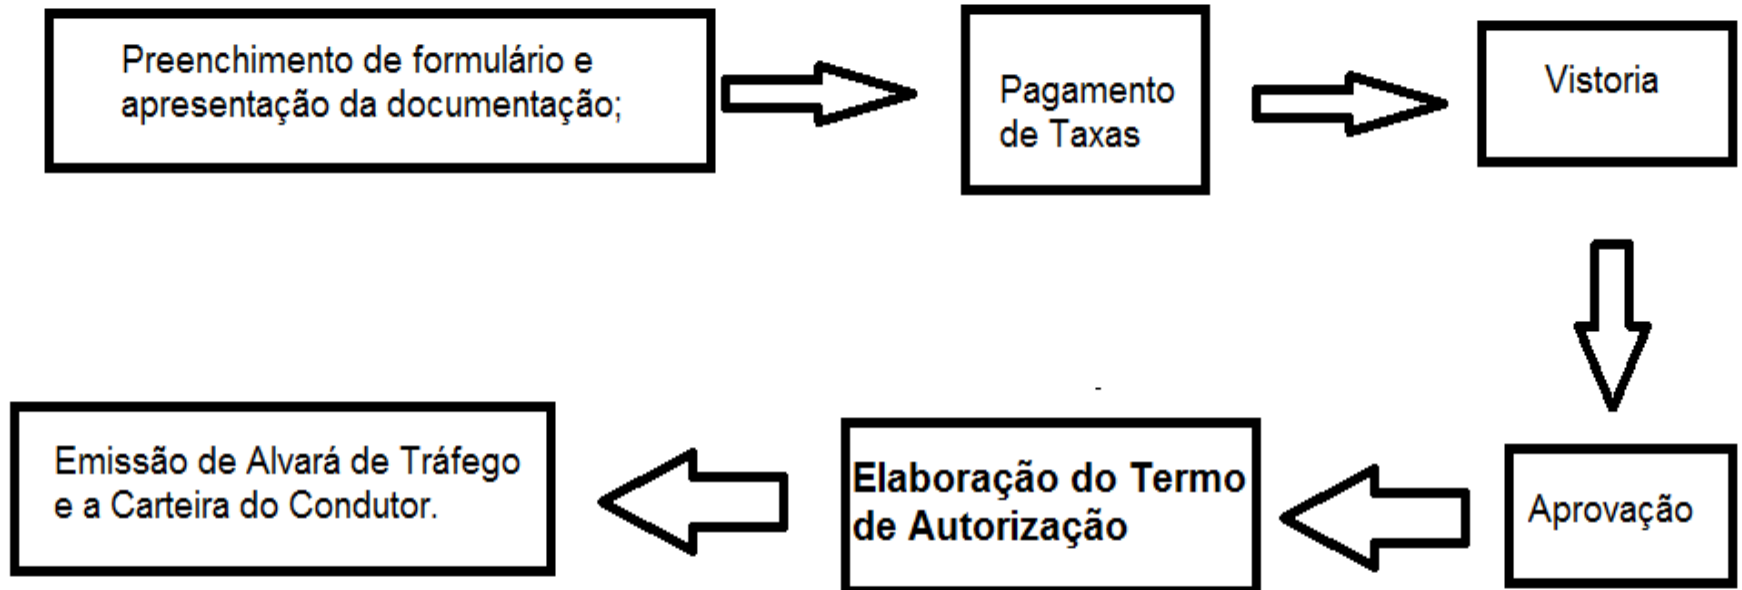 Preenchimento de formulário e
apresentação da documentação;
Pagamento
de Taxas
Vistoria
Aprovação
Elaboração do Termo
de Autorização
Emissão de Alvará de Tráfego
e a Carteira do Condutor.